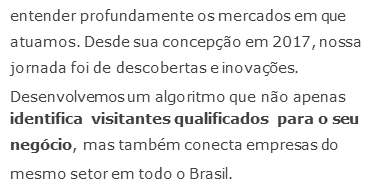 entender profundamente os mercados em que
atuamos. Desde sua concepção em 2017, nossa
jornada foi de descobertas e inovações.
Desenvolvemos um algoritmo que não apenas
identifica visitantes qualificados para o seu
negócio, mas também conecta empresas do
mesmo setor em todo o Brasil.